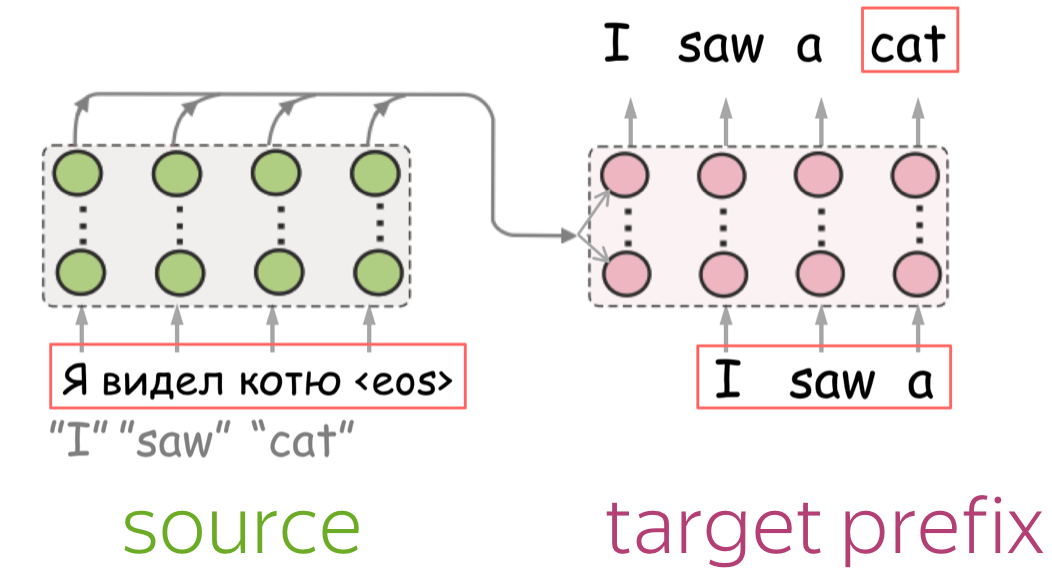 I saw a cat
Я видел котю <eos>
I saw a
"I" "saw" "cat"
source
target prefix